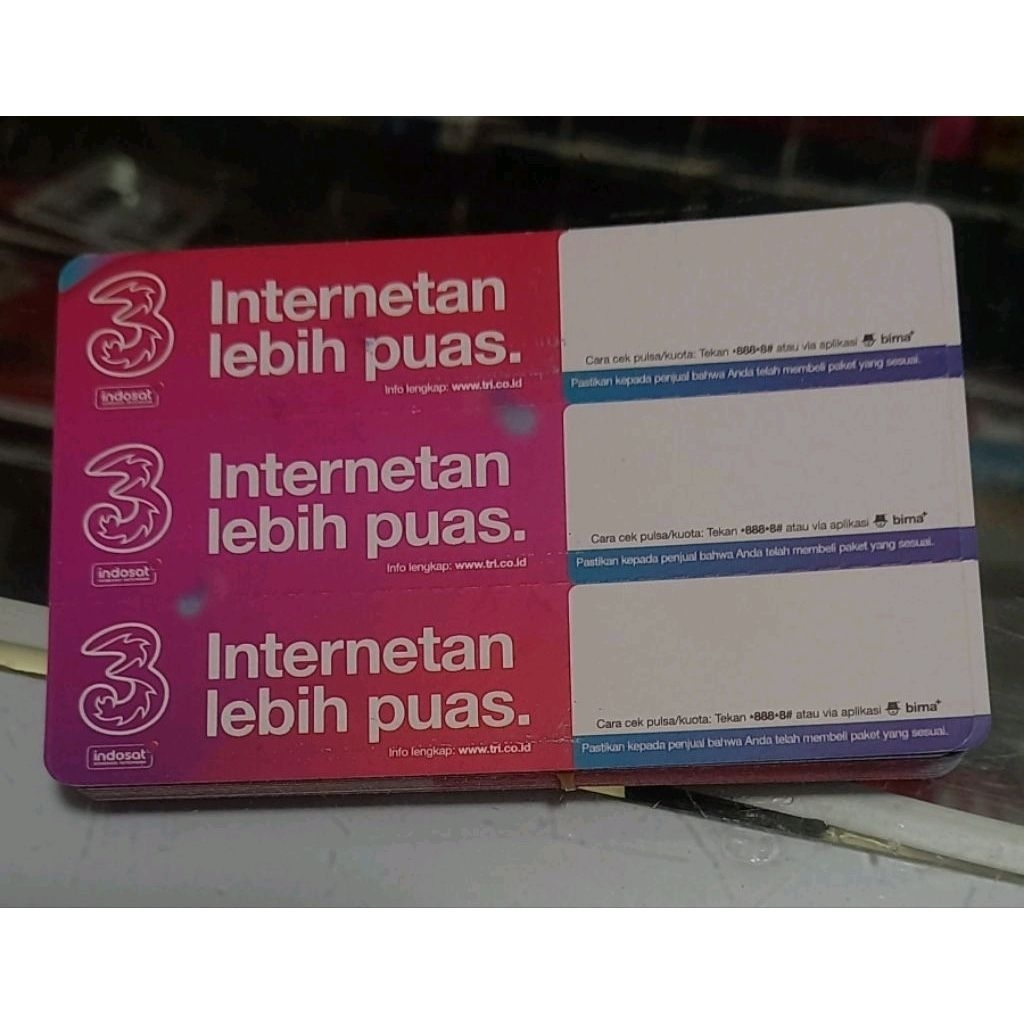 3
Internetan
lebih puas.
Info lengkap: www.tri.co.id
indosat
Cara cek pulsa/kuota: Tekan *888*8# atau via aplikasi bima+
Pastikan kepada penjual bahwa Anda telah membeli paket yang sesuai.
3
Internetan
lebih puas.
Info lengkap: www.tri.co.id
indosat
Cara cek pulsa/kuota: Tekan *888*8# atau via aplikasi bima+
Pastikan kepada penjual bahwa Anda telah membeli paket yang sesuai.
3
Internetan
lebih puas.
Info lengkap: www.tri.co.id
indosat
Cara cek pulsa/kuota: Tekan *888*8# atau via aplikasi bima+
Pastikan kepada penjual bahwa Anda telah membeli paket yang sesuai.